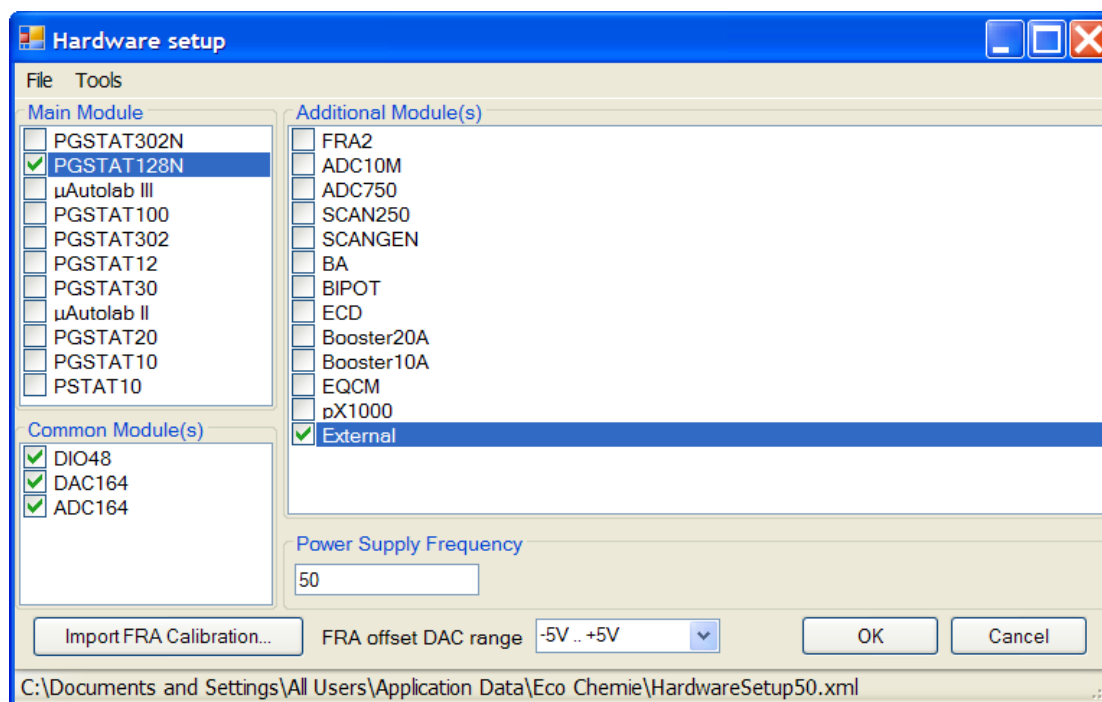 Hardware setup
File Tools
Main Module
PGSTAT302N
PGSTAT128N
µAutolab III
PGSTAT100
PGSTAT302
PGSTAT12
PGSTAT30
µAutolab II
PGSTAT20
PGSTAT10
PSTAT10
Common Module(s)
DIO48
DAC164
ADC164
Additional Module(s)
FRA2
ADC10M
ADC750
SCAN250
SCANGEN
BA
BIPOT
ECD
Booster20A
Booster10A
EQCM
pX1000
External
Power Supply Frequency
50
Import FRA Calibration... FRA offset DAC range -5V .. +5V OK Cancel
C:\Documents and Settings\All Users\Application Data\Eco Chemie\HardwareSetup50.xml